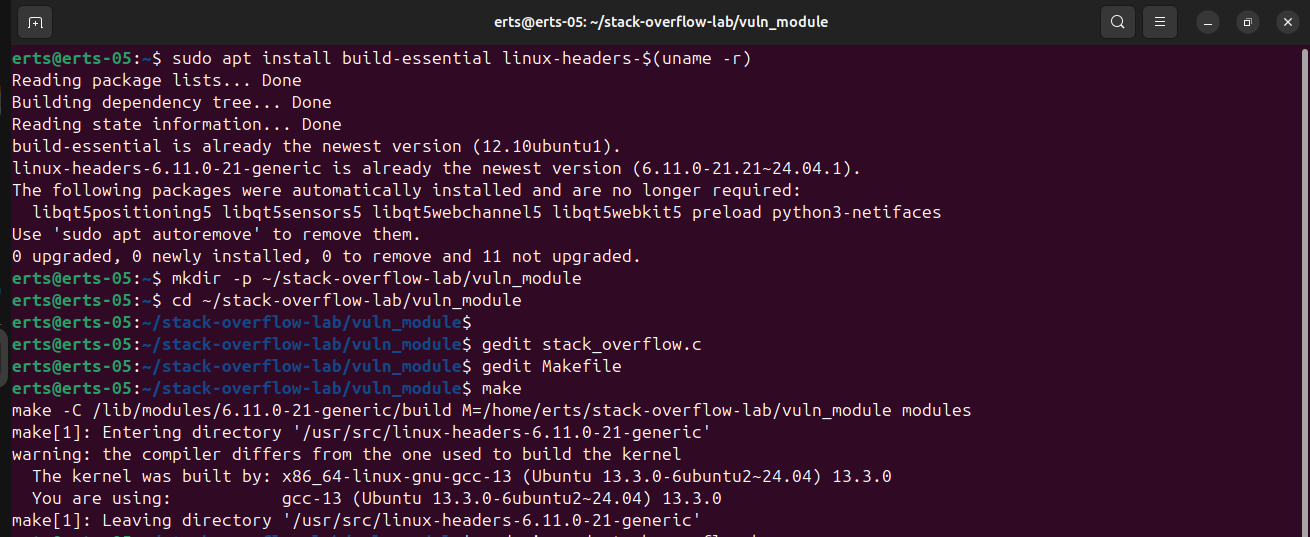 erts@erts-05: ~/stack-overflow-lab/vuln_module
erts@erts-05:~$ sudo apt install build-essential linux-headers-$(uname -r)
Reading package lists... Done
Building dependency tree... Done
Reading state information... Done
build-essential is already the newest version (12.10ubuntu1).
linux-headers-6.11.0-21-generic is already the newest version (6.11.0-21.21~24.04.1).
The following packages were automatically installed and are no longer required:
  libqt5positioning5 libqt5sensors5 libqt5webchannel5 libqt5webkit5 preload python3-netifaces
Use 'sudo apt autoremove' to remove them.
0 upgraded, 0 newly installed, 0 to remove and 11 not upgraded.
erts@erts-05:~$ mkdir -p ~/stack-overflow-lab/vuln_module
erts@erts-05:~$ cd ~/stack-overflow-lab/vuln_module
erts@erts-05:~/stack-overflow-lab/vuln_module$
erts@erts-05:~/stack-overflow-lab/vuln_module$ gedit stack_overflow.c
erts@erts-05:~/stack-overflow-lab/vuln_module$ gedit Makefile
erts@erts-05:~/stack-overflow-lab/vuln_module$ make
make -C /lib/modules/6.11.0-21-generic/build M=/home/erts/stack-overflow-lab/vuln_module modules
make[1]: Entering directory '/usr/src/linux-headers-6.11.0-21-generic'
warning: the compiler differs from the one used to build the kernel
  The kernel was built by: x86_64-linux-gnu-gcc-13 (Ubuntu 13.3.0-6ubuntu2~24.04) 13.3.0
  You are using:           gcc-13 (Ubuntu 13.3.0-6ubuntu2~24.04) 13.3.0
make[1]: Leaving directory '/usr/src/linux-headers-6.11.0-21-generic'